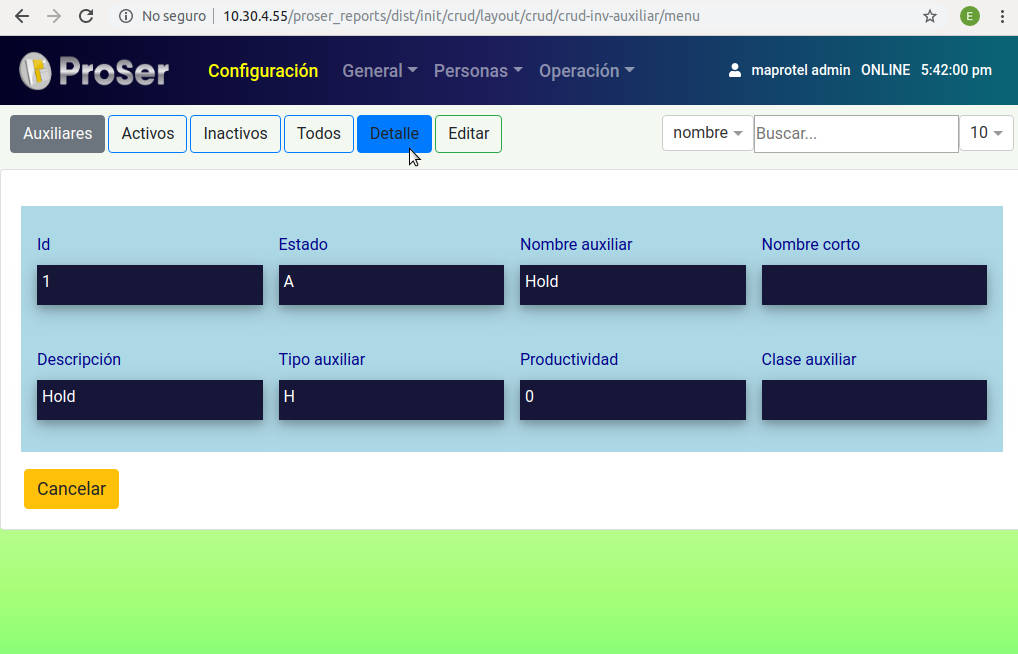 No seguro 10.30.4.55/proser_reports/dist/init/crud/layout/crud/crud-inv-auxiliar/menu E
ProSer Configuración General Personas Operación maprotel admin ONLINE 5:42:00 pm
Auxiliares Activos Inactivos Todos Detalle Editar nombre Buscar... 10
Id Estado Nombre auxiliar Nombre corto
1 A Hold
Descripción Tipo auxiliar Productividad Clase auxiliar
Hold H 0
Cancelar